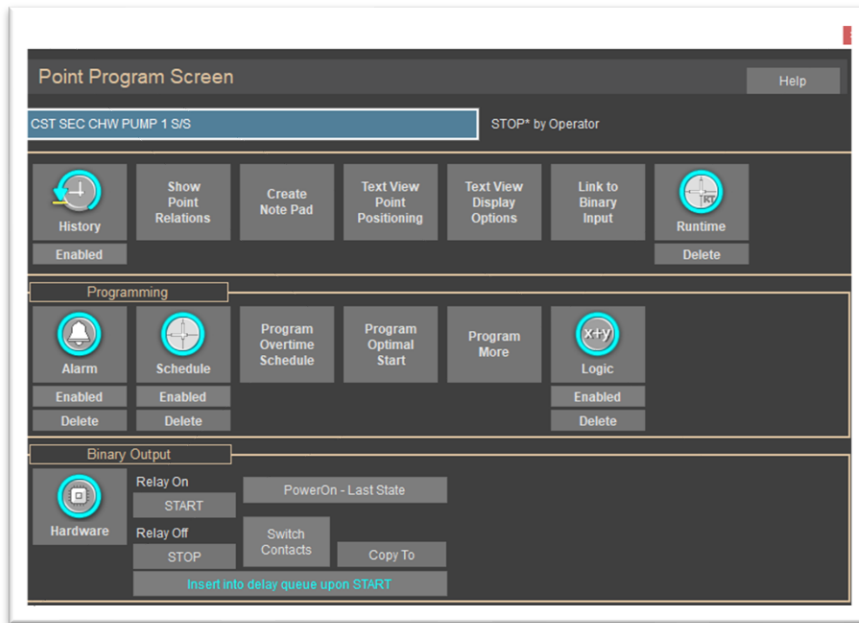 Point Program Screen
Help
CST SEC CHW PUMP 1 S/S
STOP* by Operator
History
Enabled
Show
Point
Relations
Create
Note Pad
Text View
Point
Positioning
Text View
Display
Options
Link to
Binary
Input
RT
Runtime
Delete
Programming
Alarm
Enabled
Delete
Schedule
Enabled
Delete
Program
Overtime
Schedule
Program
Optimal
Start
Program
More
x+y
Logic
Enabled
Delete
Binary Output
Hardware
Relay On
START
Relay Off
STOP
PowerOn - Last State
Switch
Contacts
Copy To
Insert into delay queue upon START